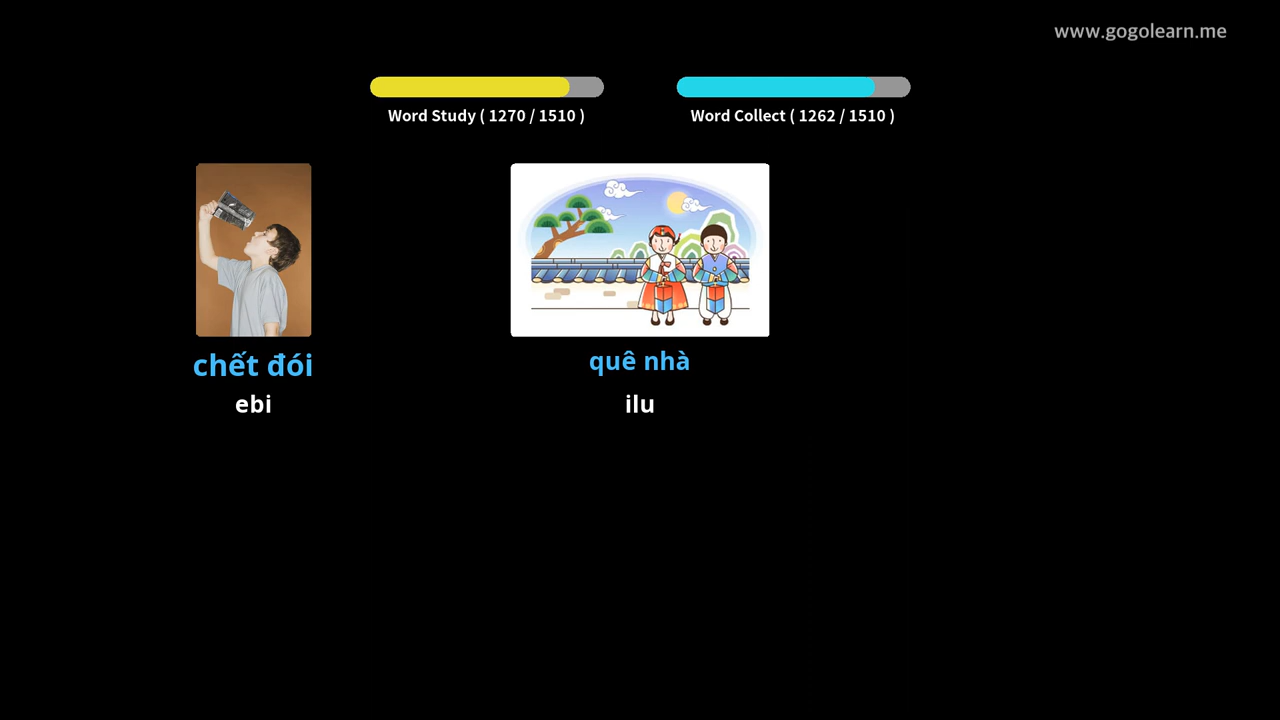 www.gogolearn.me
Word Study ( 1270 / 1510 )
Word Collect ( 1262 / 1510 )
chết đói
ebi
quê nhà
ilu